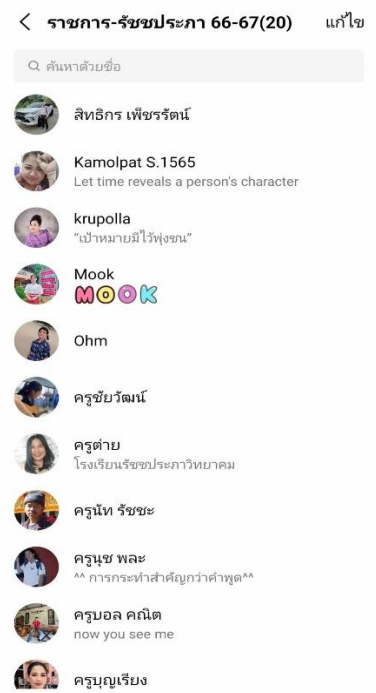 ราชการ-รัชชประภา 66-67(20) แก้ไข
ค้นหาด้วยชื่อ
สิทธิกร เพ็ชรรัตน์
Kamolpat S.1565
Let time reveals a person's character
krupolla
"เป้าหมายมีไว้พุ่งชน"
Mook
MOOK
Ohm
ครูชัยวัฒน์
ครูต่าย
โรงเรียนรัชชประภาวิทยาคม
ครูนัท รัชชะ
ครูนุช พละ
^^ การกระทำสำคัญกว่าคำพูด^^
ครูบอล คณิต
now you see me
ครูบุญเรียง